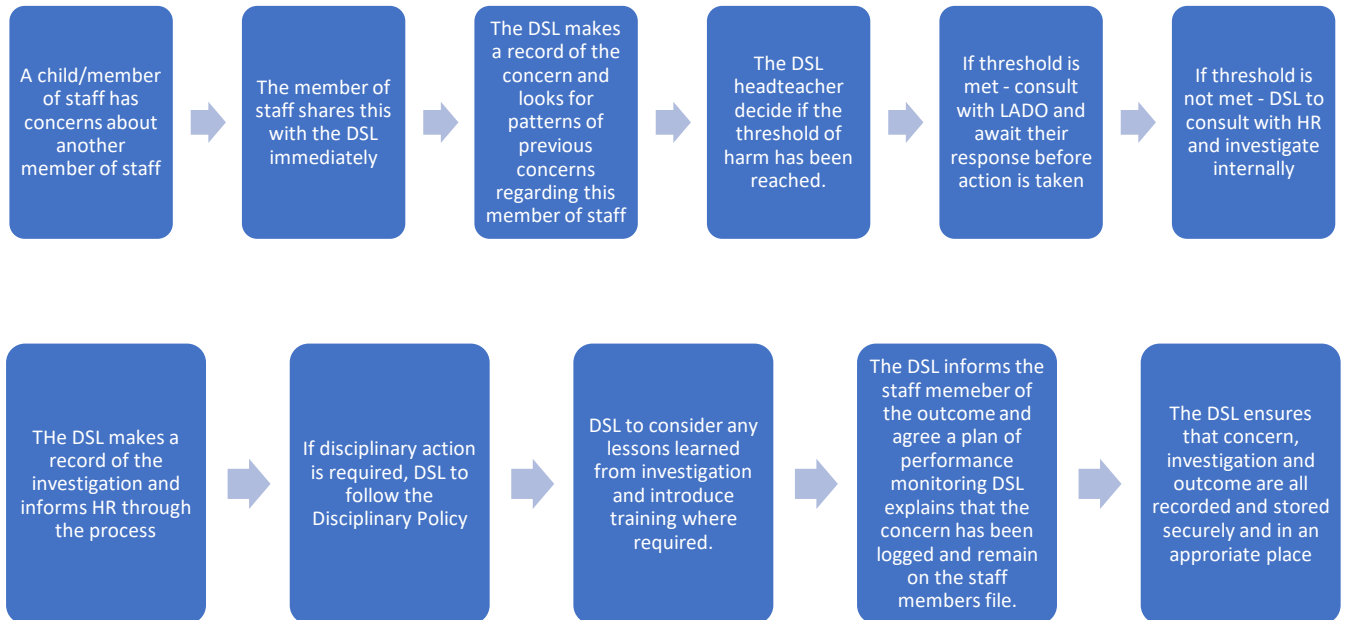 A child/member
of staff has
concerns about
another
member of staff
The member of
staff shares this
with the DSL
immediately
The DSL makes
a record of the
concern and
looks for
patterns of
previous
concerns
regarding this
member of staff
The DSL
headteacher
decide if the
threshold of
harm has been
reached.
If threshold is
met - consult
with LADO and
await their
response before
action is taken
If threshold is
not met - DSL to
consult with HR
and investigate
internally
THe DSL makes a
record of the
investigation and
informs HR through
the process
If disciplinary action
is required, DSL to
follow the
Disciplinary Policy
DSL to consider any
lessons learned
from investigation
and introduce
training where
required.
The DSL informs the
staff memeber of
the outcome and
agree a plan of
performance
monitoring DSL
explains that the
concern has been
logged and remain
on the staff
members file.
The DSL ensures
that concern,
investigation and
outcome are all
recorded and stored
securely and in an
approriate place